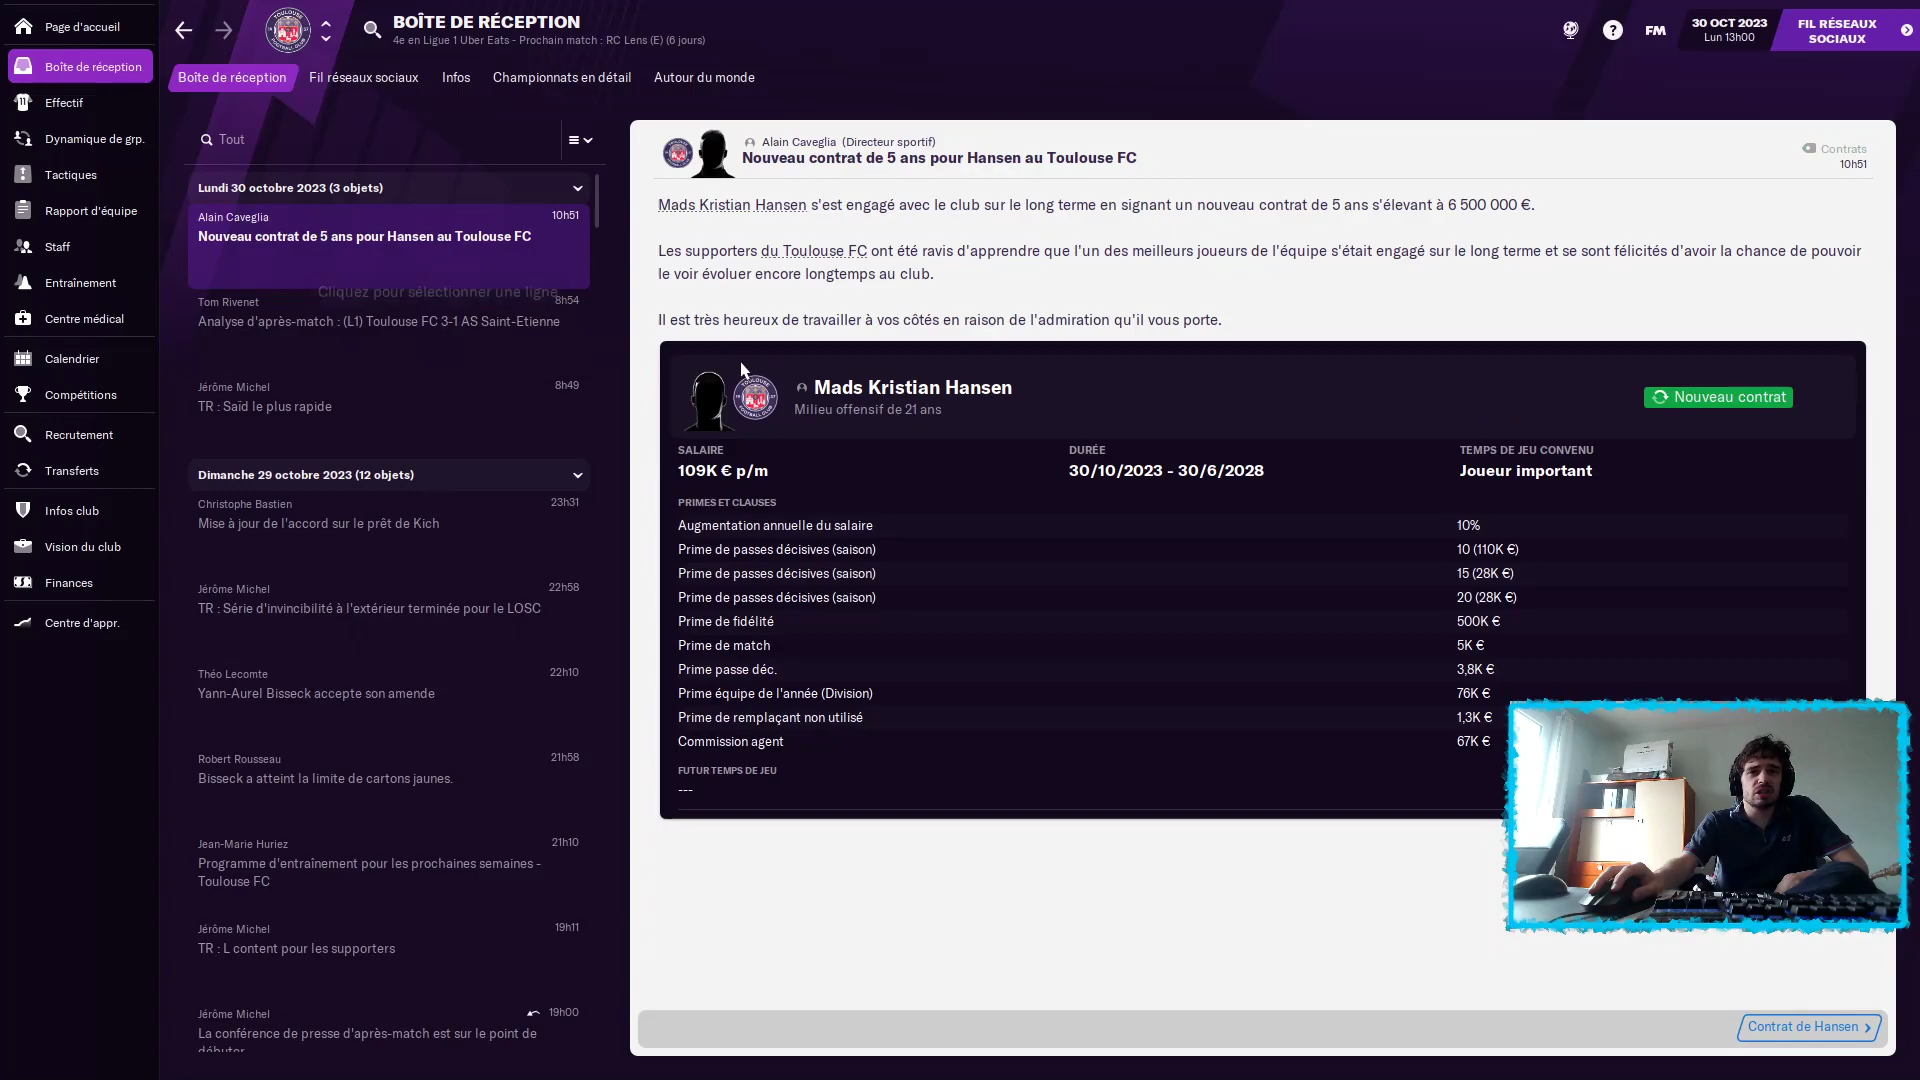 Page d'accueil
Boîte de réception
Effectif
Dynamique de grp.
Tactiques
Rapport d'équipe
Staff
Entraînement
Centre médical
Calendrier
Compétitions
Recrutement
Transferts
Infos club
Vision du club
Finances
Centre d'appr.
BOÎTE DE RÉCEPTION
4e en Ligue 1 Uber Eats - Prochain match : RC Lens (E) (6 jours)
FM
30 OCT 2023
Lun 13h00
FIL RÉSEAUX
SOCIAUX
Boîte de réception
Fil réseaux sociaux
Infos
Championnats en détail
Autour du monde
Tout
Lundi 30 octobre 2023 (3 objets)
Alain Caveglia 10h51
Nouveau contrat de 5 ans pour Hansen au Toulouse FC
Cliquez pour sélectionner une ligne
Tom Rivenet 8h54
Analyse d'après-match : (L1) Toulouse FC 3-1 AS Saint-Etienne
Jérôme Michel 8h49
TR : Saïd le plus rapide
Dimanche 29 octobre 2023 (12 objets)
Christophe Bastien 23h31
Mise à jour de l'accord sur le prêt de Kich
Jérôme Michel 22h58
TR : Série d'invincibilité à l'extérieur terminée pour le LOSC
Théo Lecomte 22h10
Yann-Aurel Bisseck accepte son amende
Robert Rousseau 21h58
Bisseck a atteint la limite de cartons jaunes.
Jean-Marie Huriez 21h10
Programme d'entraînement pour les prochaines semaines -
Toulouse FC
Jérôme Michel 19h11
TR : L content pour les supporters
Jérôme Michel 19h00
La conférence de presse d'après-match est sur le point de
débuter
Alain Caveglia (Directeur sportif)
Nouveau contrat de 5 ans pour Hansen au Toulouse FC
Contrats
10h51
Mads Kristian Hansen s'est engagé avec le club sur le long terme en signant un nouveau contrat de 5 ans s'élevant à 6 500 000 €.
Les supporters du Toulouse FC ont été ravis d'apprendre que l'un des meilleurs joueurs de l'équipe s'était engagé sur le long terme et se sont félicités d'avoir la chance de pouvoir
le voir évoluer encore longtemps au club.
Il est très heureux de travailler à vos côtés en raison de l'admiration qu'il vous porte.
Mads Kristian Hansen
Milieu offensif de 21 ans
Nouveau contrat
SALAIRE DURÉE TEMPS DE JEU CONVENU
109K € p/m 30/10/2023 - 30/6/2028 Joueur important
PRIMES ET CLAUSES
Augmentation annuelle du salaire 10%
Prime de passes décisives (saison) 10 (110K €)
Prime de passes décisives (saison) 15 (28K €)
Prime de passes décisives (saison) 20 (28K €)
Prime de fidélité 500K €
Prime de match 5K €
Prime passe déc. 3,8K €
Prime équipe de l'année (Division) 76K €
Prime de remplaçant non utilisé 1,3K €
Commission agent 67K €
FUTUR TEMPS DE JEU
---
Contrat de Hansen